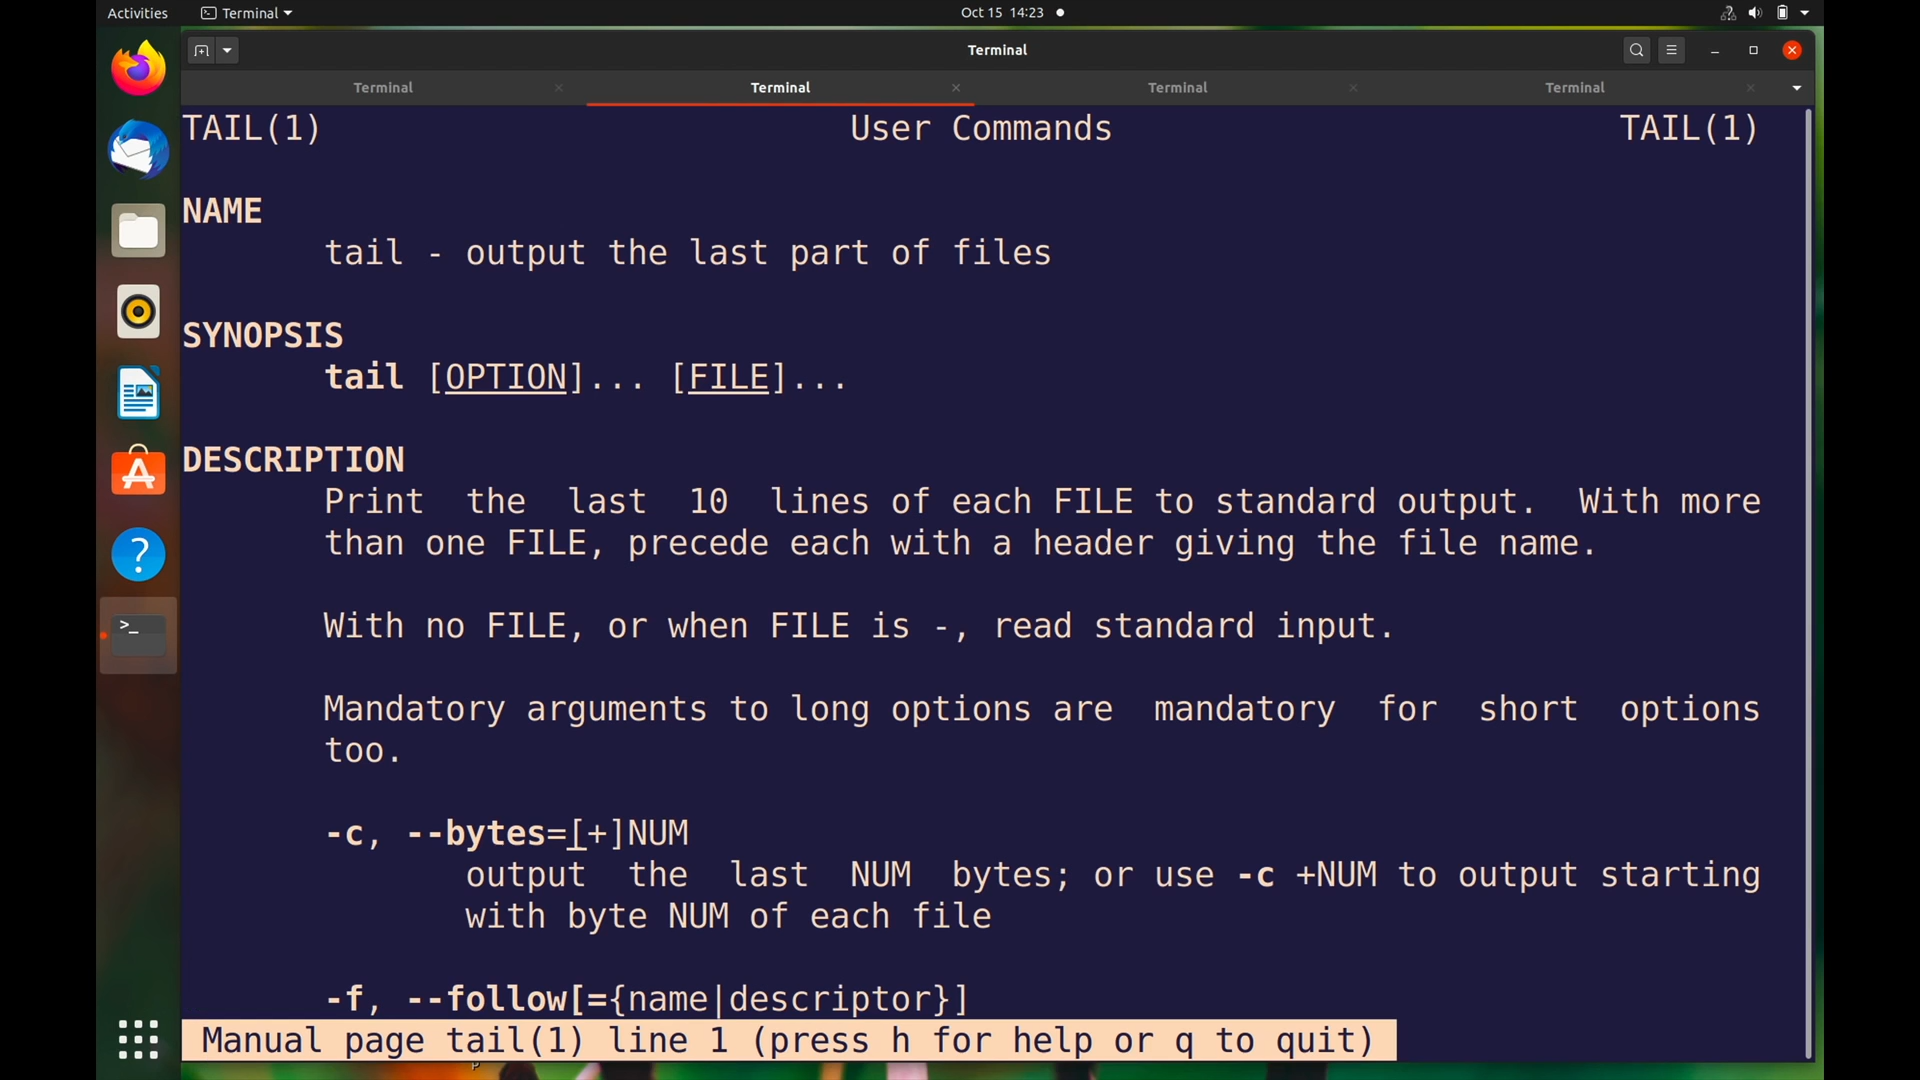 Activities Terminal Oct 15 14:23
Terminal
Terminal Terminal Terminal Terminal
TAIL(1) User Commands TAIL(1)
NAME
tail - output the last part of files
SYNOPSIS
tail [OPTION]... [FILE]...
DESCRIPTION
Print the last 10 lines of each FILE to standard output. With more
than one FILE, precede each with a header giving the file name.
With no FILE, or when FILE is -, read standard input.
Mandatory arguments to long options are mandatory for short options
too.
-c, --bytes=[+]NUM
output the last NUM bytes; or use -c +NUM to output starting
with byte NUM of each file
-f, --follow[={name|descriptor}]
Manual page tail(1) line 1 (press h for help or q to quit)